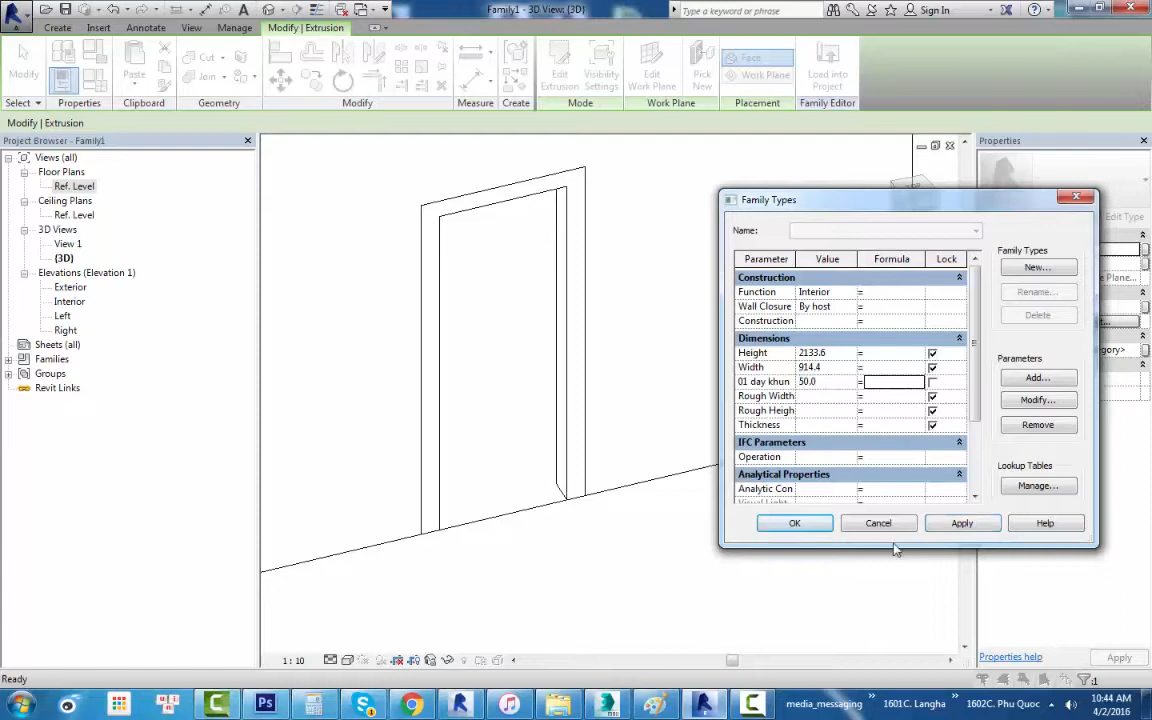 Family1 - 3D View: {3D}
Type a keyword or phrase
Sign In
Create
Insert
Annotate
View
Manage
Modify | Extrusion
Modify
Paste
Cut
Join
Edit Extrusion
Visibility Settings
Edit Work Plane
Pick New
Face
Work Plane
Load into Project
Select
Properties
Clipboard
Geometry
Modify
Measure
Create
Mode
Work Plane
Placement
Family Editor
Modify | Extrusion
Project Browser - Family1
Properties
Views (all)
Floor Plans
Ref. Level
Ceiling Plans
Ref. Level
3D Views
View 1
{3D}
Elevations (Elevation 1)
Exterior
Interior
Left
Right
Sheets (all)
Families
Groups
Revit Links
Edit Type
Plane...
gory>
Family Types
Name:
Parameter Value Formula Lock
Construction
Function Interior =
Wall Closure By host =
Construction =
Dimensions
Height 2133.6 =
Width 914.4 =
01 day khun 50.0 =
Rough Width =
Rough Heigh =
Thickness =
IFC Parameters
Operation =
Analytical Properties
Analytic Con =
Family Types
New...
Rename...
Delete
Parameters
Add...
Modify...
Remove
Lookup Tables
Manage...
OK
Cancel
Apply
Help
1 : 10
Properties help
Apply
Ready
:1
media_messaging
1601C. Langha
1602C. Phu Quoc
10:44 AM
4/2/2016